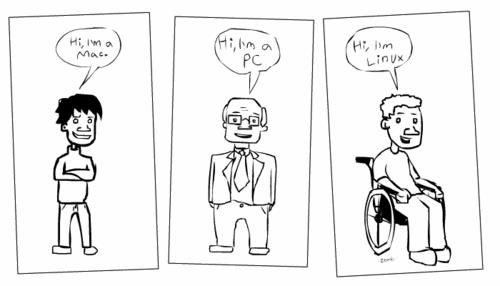 Hi, I'm a
Mac.
Hi, I'm a
PC
Hi, I'm
Linux